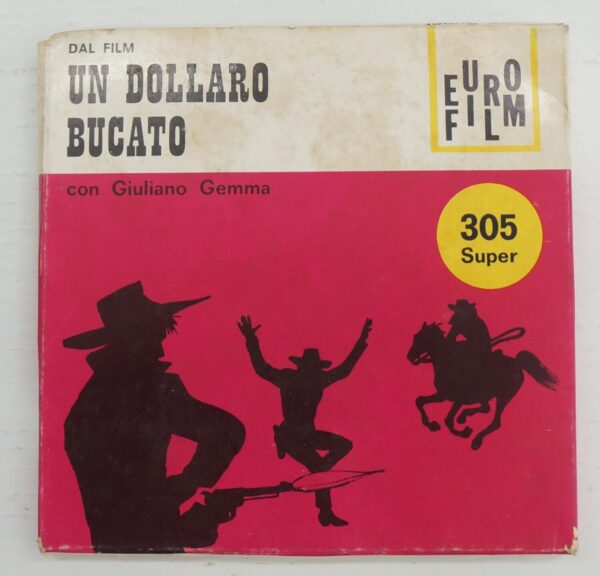 DAL FILM
UN DOLLARO
BUCATO
con Giuliano Gemma
EURO
FILM
305
Super